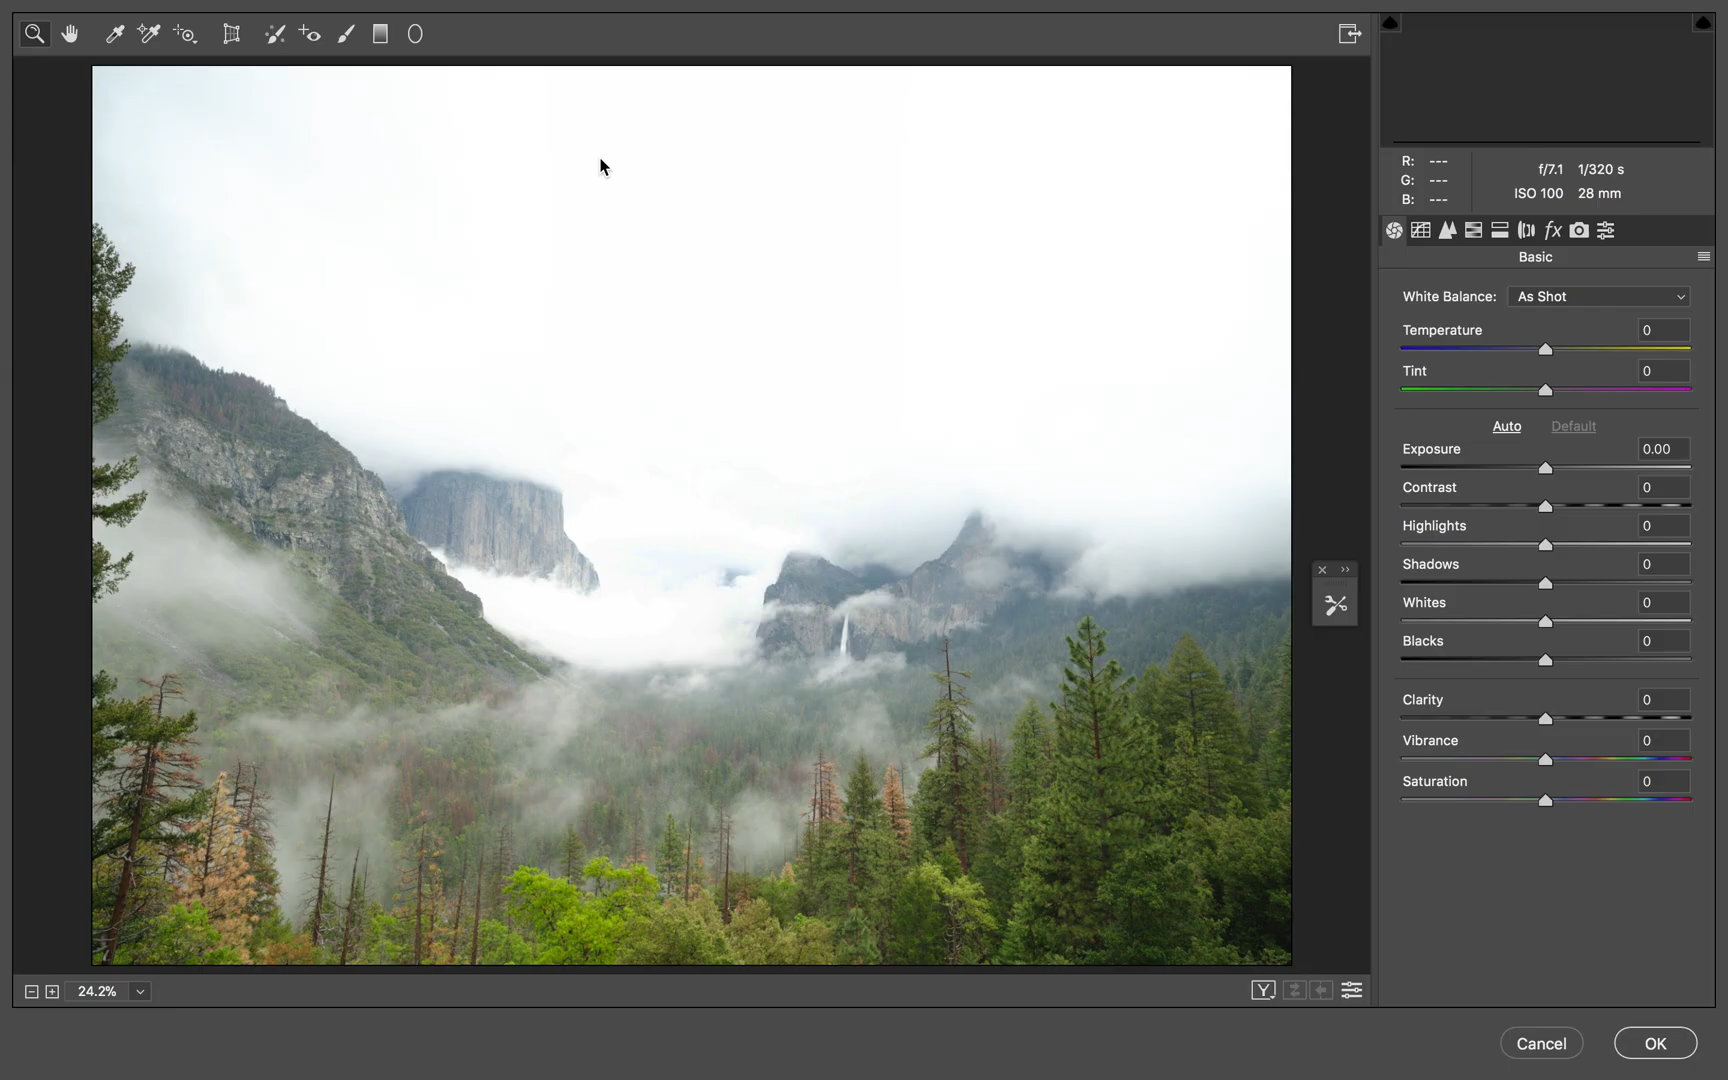 R: ---
G: ---
B: ---
f/7.1 1/320 s
ISO 100 28 mm
fx
Basic
White Balance: As Shot
Temperature 0
Tint 0
Auto Default
Exposure 0.00
Contrast 0
Highlights 0
Shadows 0
Whites 0
Blacks 0
Clarity 0
Vibrance 0
Saturation 0
24.2%
Y
Cancel OK